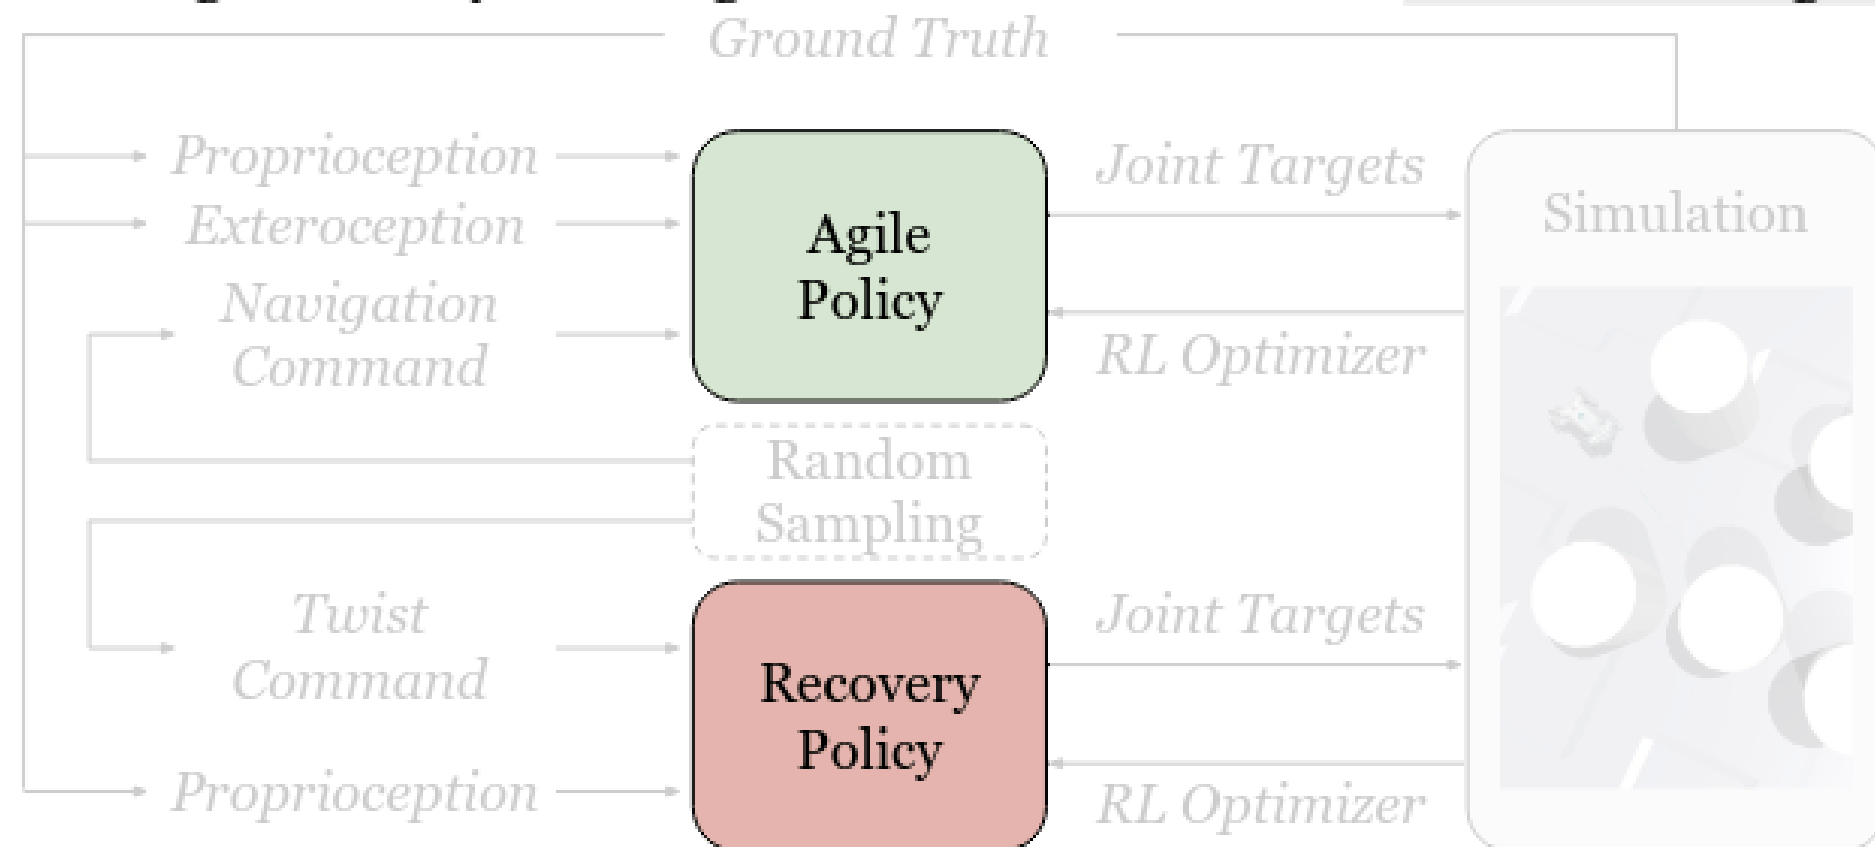 Ground Truth
Proprioception
Exteroception
Navigation
Command
Agile
Policy
Joint Targets
RL Optimizer
Simulation
Random
Sampling
Twist
Command
Proprioception
Recovery
Policy
Joint Targets
RL Optimizer